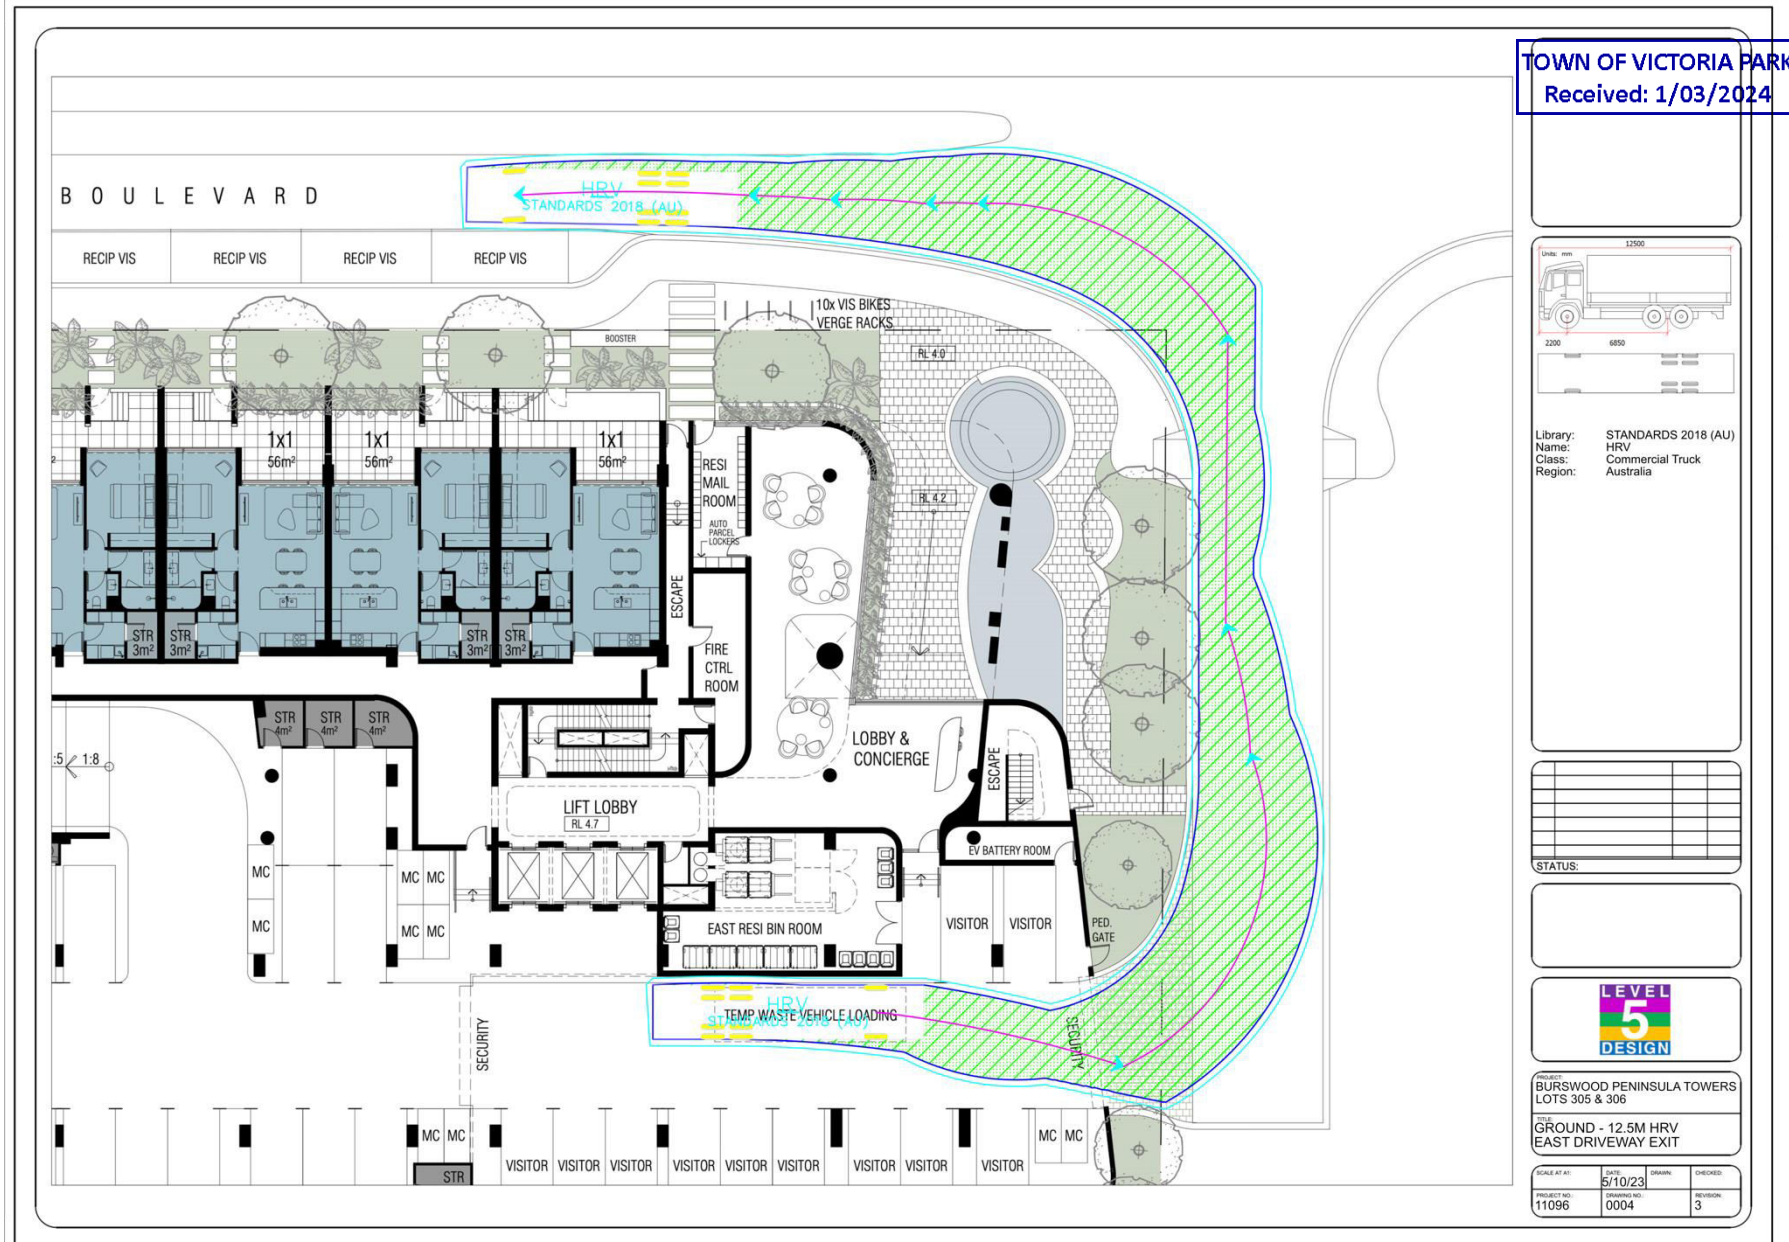 TOWN OF VICTORIA PARK
Received: 1/03/2024
BOULEVARD
HRV
STANDARDS 2018 (AU)
RECIP VIS
RECIP VIS
RECIP VIS
RECIP VIS
10x VIS BIKES
VERGE RACKS
BOOSTER
RL 4.0
1x1
56m²
1x1
56m²
1x1
56m²
RESI
MAIL
ROOM
AUTO
PARCEL
LOCKERS
RL 4.2
ESCAPE
STR
3m²
STR
3m²
STR
3m²
STR
3m²
FIRE
CTRL
ROOM
STR
4m²
STR
4m²
STR
4m²
:5
1:8
LOBBY &
CONCIERGE
ESCAPE
LIFT LOBBY
RL 4.7
EV BATTERY ROOM
MC
MC MC
MC
MC MC
EAST RESI BIN ROOM
VISITOR
VISITOR
PED.
GATE
HRV
TEMP WASTE VEHICLE LOADING
STANDARDS 2018 (AU)
SECURITY
SECURITY
MC MC
STR
VISITOR
VISITOR
VISITOR
VISITOR
VISITOR
VISITOR
VISITOR
VISITOR
VISITOR
MC MC
12500
Units: mm
2200
6850
Library: STANDARDS 2018 (AU)
Name: HRV
Class: Commercial Truck
Region: Australia
STATUS:
LEVEL
5
DESIGN
PROJECT:
BURSWOOD PENINSULA TOWERS
LOTS 305 & 306
TITLE:
GROUND - 12.5M HRV
EAST DRIVEWAY EXIT
SCALE AT A1:
DATE:
5/10/23
DRAWN:
CHECKED:
PROJECT NO.:
11096
DRAWING NO.:
0004
REVISION:
3